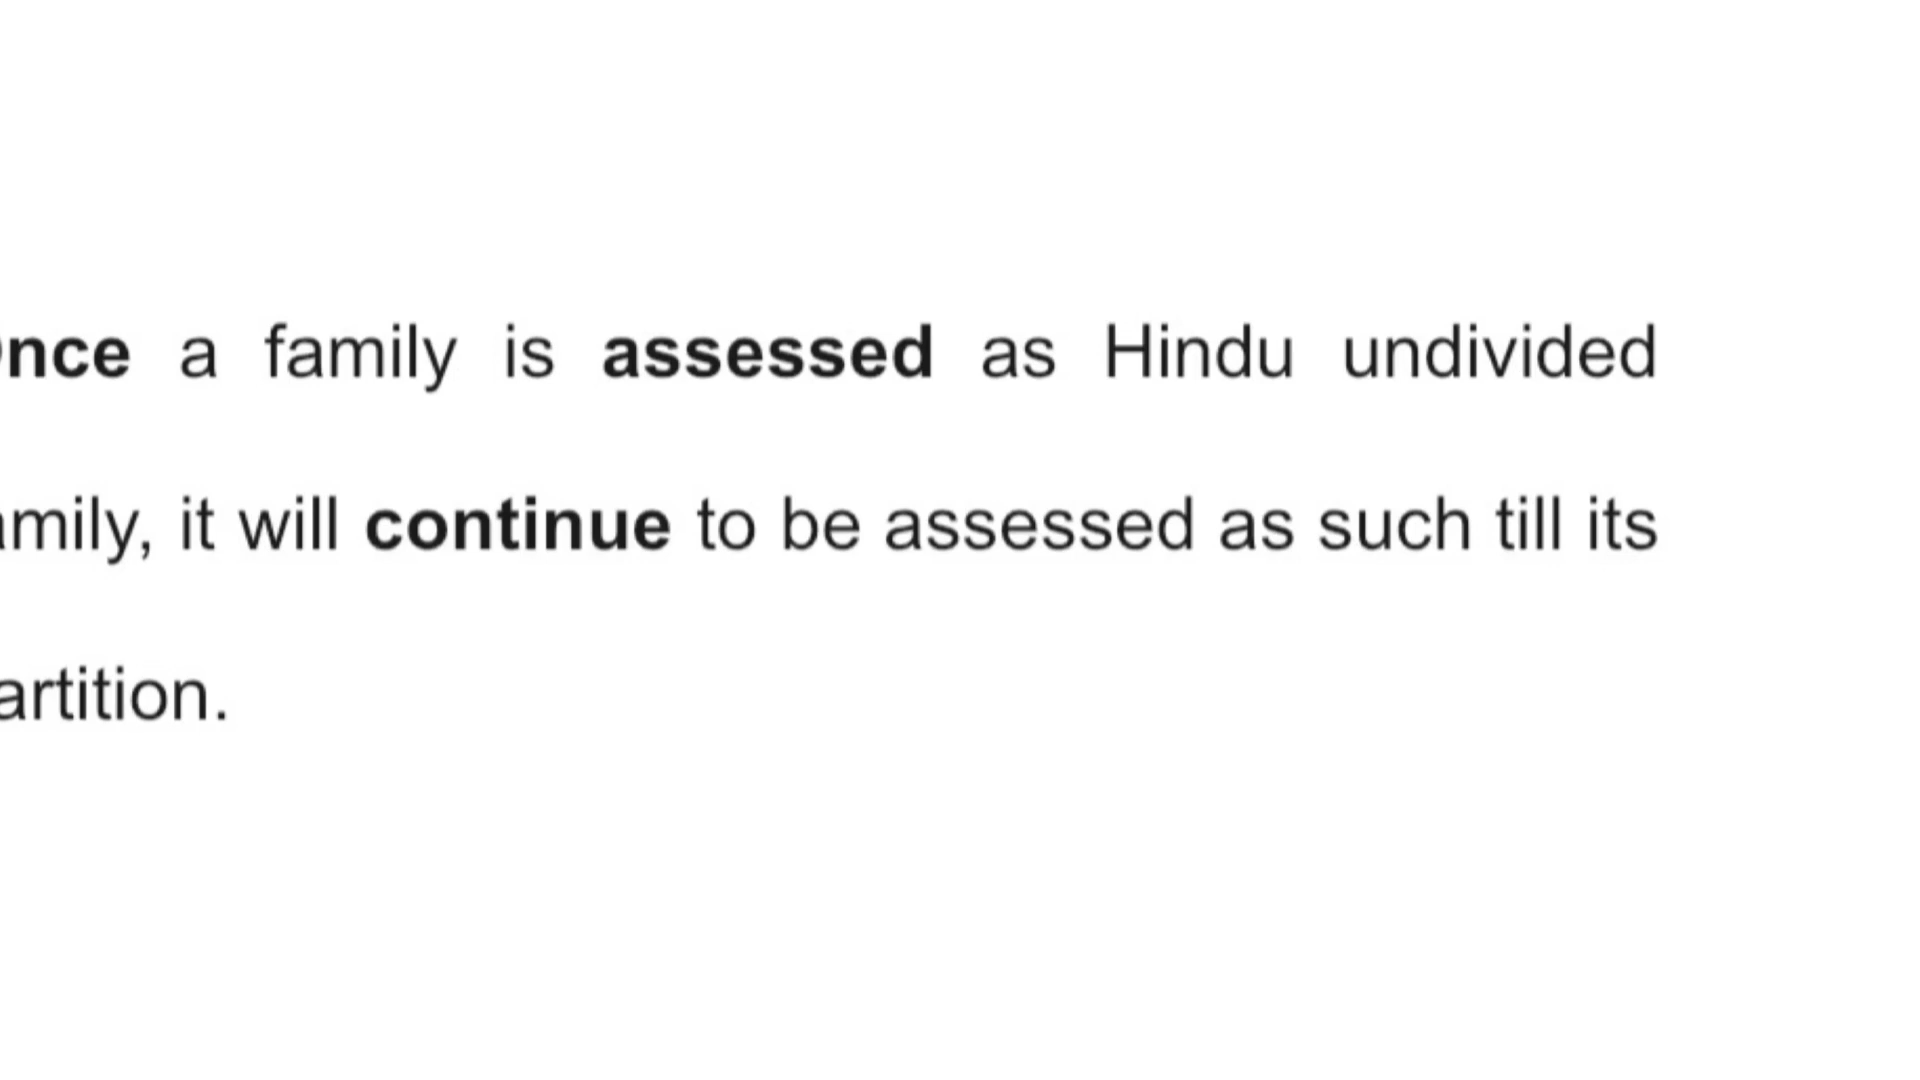 nce a family is assessed as Hindu undivided
amily, it will continue to be assessed as such till its
artition.